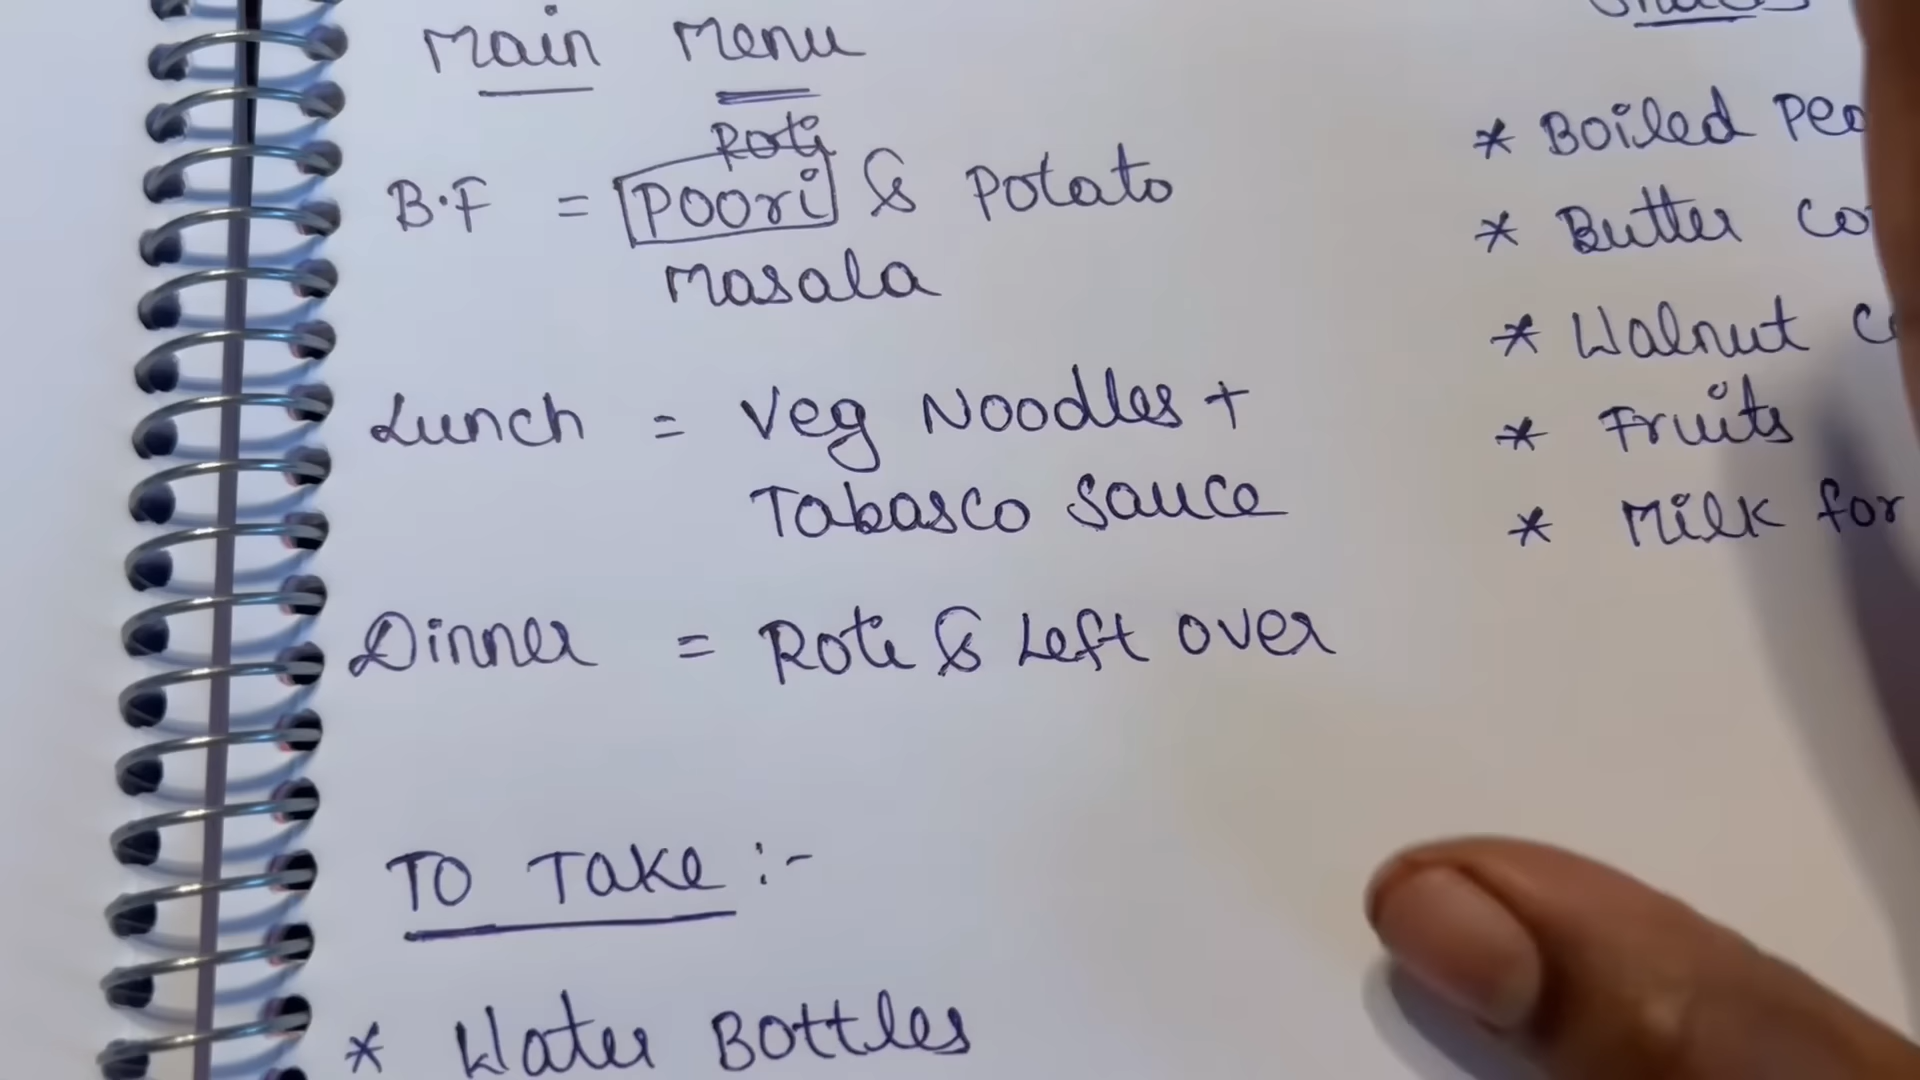 Main Menu
Roti
B.F = Poori & Potato
Masala
Lunch = Veg Noodles +
Tabasco Sauce
Dinner = Roti & Left over
To Take :-
* Water Bottles
* Boiled
* Butter
* Walnut
* Fruits
* Milk for